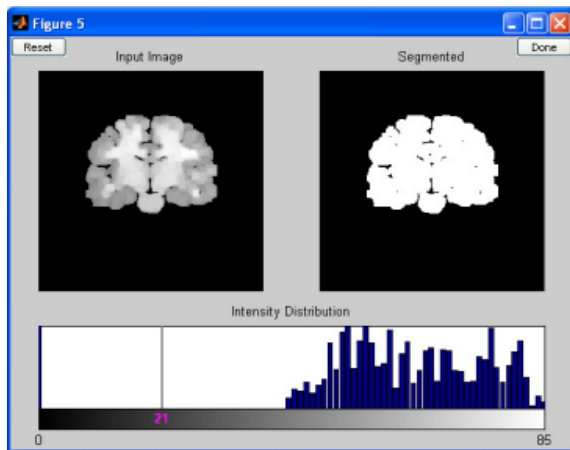 Figure 5
Reset
Done
Input Image
Segmented
Intensity Distribution
21
0
85